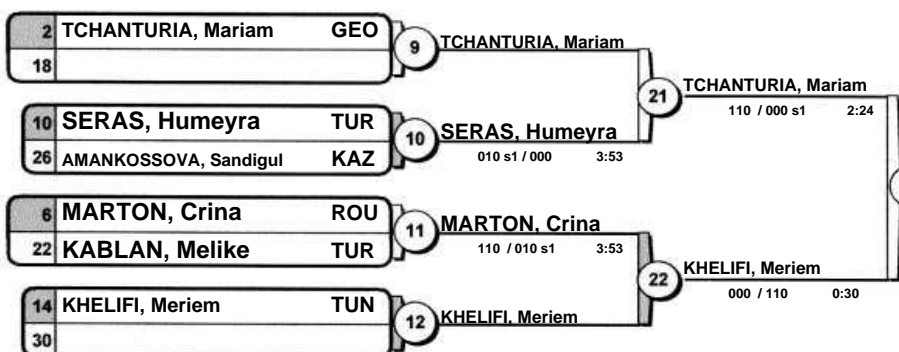 2 TCHANTURIA, Mariam GEO
18
9
TCHANTURIA, Mariam
10 SERAS, Humeyra TUR
26 AMANKOSSOVA, Sandigul KAZ
10
SERAS, Humeyra
010 s1 / 000 3:53
21
TCHANTURIA, Mariam
110 / 000 s1 2:24
6 MARTON, Crina ROU
22 KABLAN, Melike TUR
11
MARTON, Crina
110 / 010 s1 3:53
14 KHELIFI, Meriem TUN
30
12
KHELIFI, Meriem
22
KHELIFI, Meriem
000 / 110 0:30